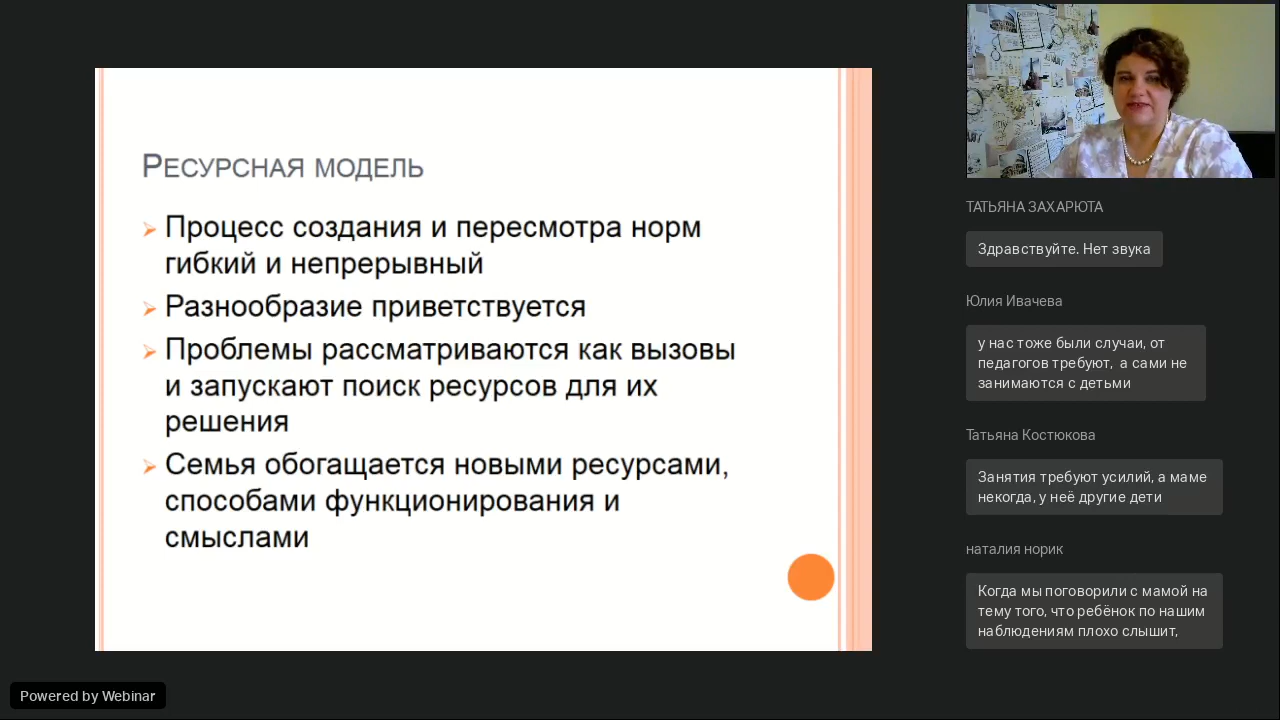 РЕСУРСНАЯ МОДЕЛЬ
Процесс создания и пересмотра норм
гибкий и непрерывный
Разнообразие приветствуется
Проблемы рассматриваются как вызовы
и запускают поиск ресурсов для их
решения
Семья обогащается новыми ресурсами,
способами функционирования и
смыслами
ТАТЬЯНА ЗАХАРЮТА
Здравствуйте. Нет звука
Юлия Ивачева
у нас тоже были случаи, от
педагогов требуют, а сами не
занимаются с детьми
Татьяна Костюкова
Занятия требуют усилий, а маме
некогда, у неё другие дети
наталия норик
Когда мы поговорили с мамой на
тему того, что ребёнок по нашим
наблюдениям плохо слышит,
Powered by Webinar